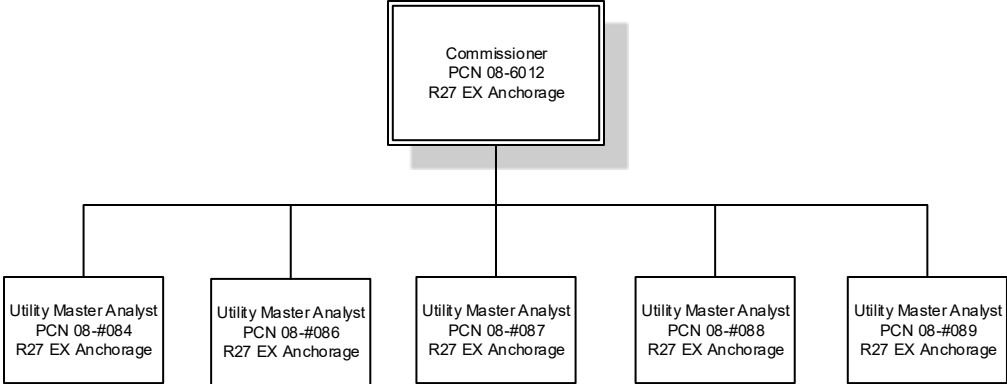 Commissioner
PCN 08-6012
R27 EX Anchorage
Utility Master Analyst
PCN 08-#084
R27 EX Anchorage
Utility Master Analyst
PCN 08-#086
R27 EX Anchorage
Utility Master Analyst
PCN 08-#087
R27 EX Anchorage
Utility Master Analyst
PCN 08-#088
R27 EX Anchorage
Utility Master Analyst
PCN 08-#089
R27 EX Anchorage